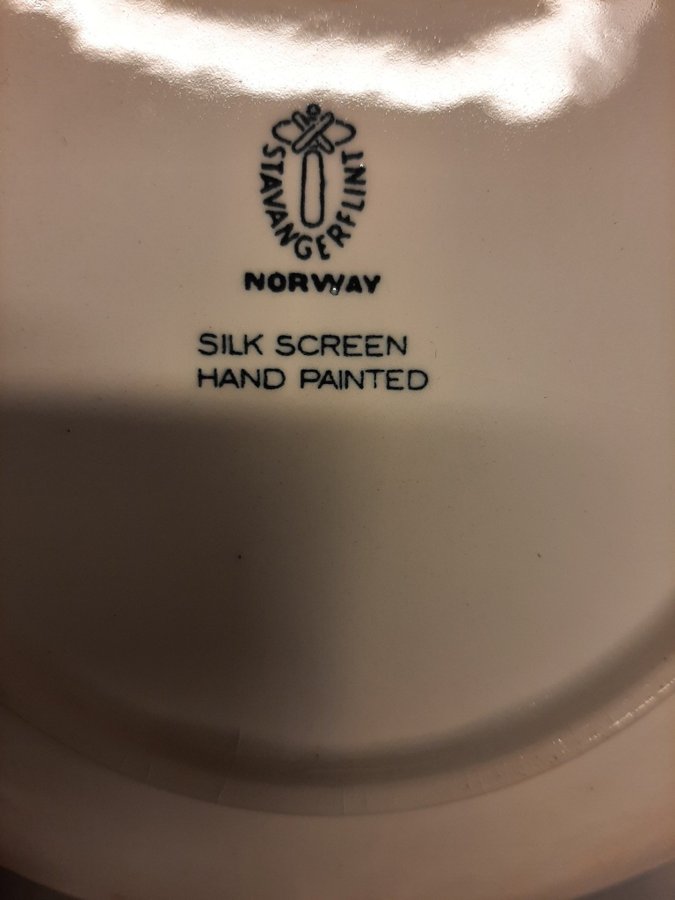 STAVANGERFLINT
NORWAY
SILK SCREEN
HAND PAINTED